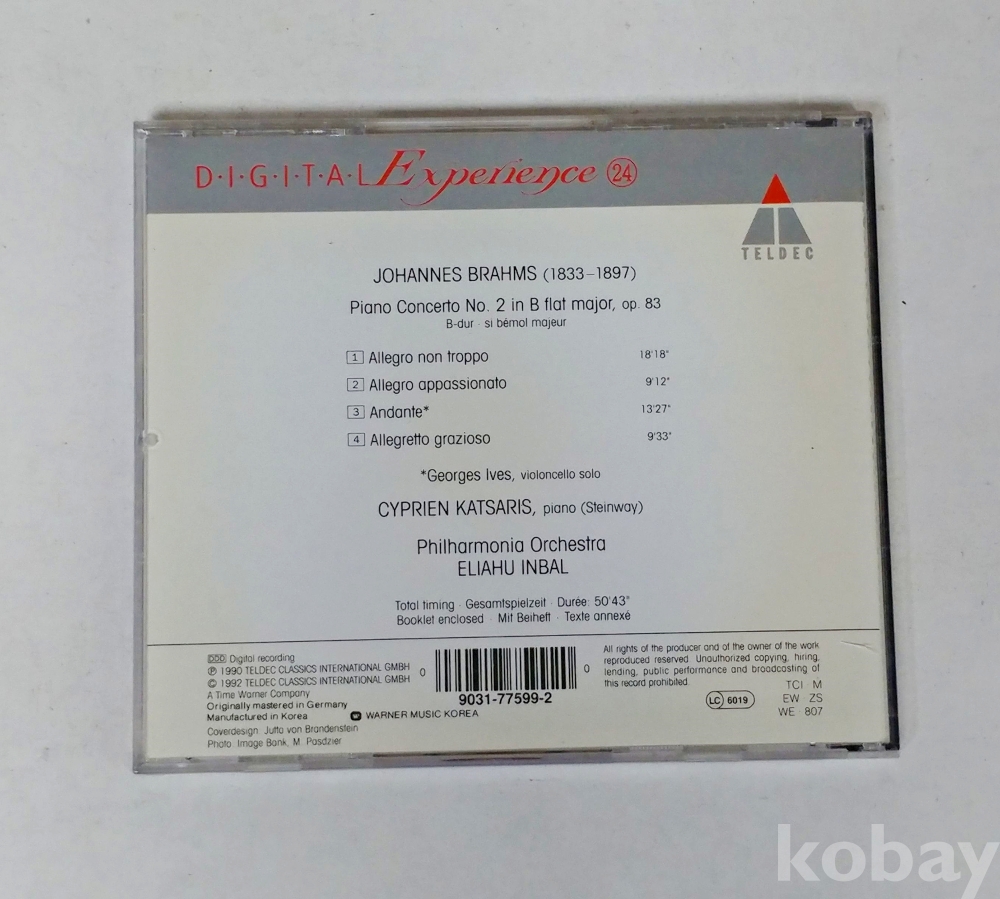 D·I·G·I·T·A·L Experience 24
TELDEC
JOHANNES BRAHMS (1833–1897)
Piano Concerto No. 2 in B flat major, op. 83
B-dur · si bémol majeur
1 Allegro non troppo 18'18"
2 Allegro appassionato 9'12"
3 Andante* 13'27"
4 Allegretto grazioso 9'33"
*Georges Ives, violoncello solo
CYPRIEN KATSARIS, piano (Steinway)
Philharmonia Orchestra
ELIAHU INBAL
Total timing · Gesamtspielzeit · Durée: 50'43"
Booklet enclosed · Mit Beiheft · Texte annexé
DDD Digital recording
℗ 1990 TELDEC CLASSICS INTERNATIONAL GMBH
© 1992 TELDEC CLASSICS INTERNATIONAL GMBH
A Time Warner Company
Originally mastered in Germany
Manufactured in Korea
WARNER MUSIC KOREA
Coverdesign: Jutta von Brandenstein
Photo: Image Bank, M. Pasdzier
0 0
9031-77599-2
All rights of the producer and of the owner of the work
reproduced reserved. Unauthorized copying, hiring,
lending, public performance and broadcasting of
this record prohibited.
LC 6019
TCI M
EW ZS
WE 807
kobay